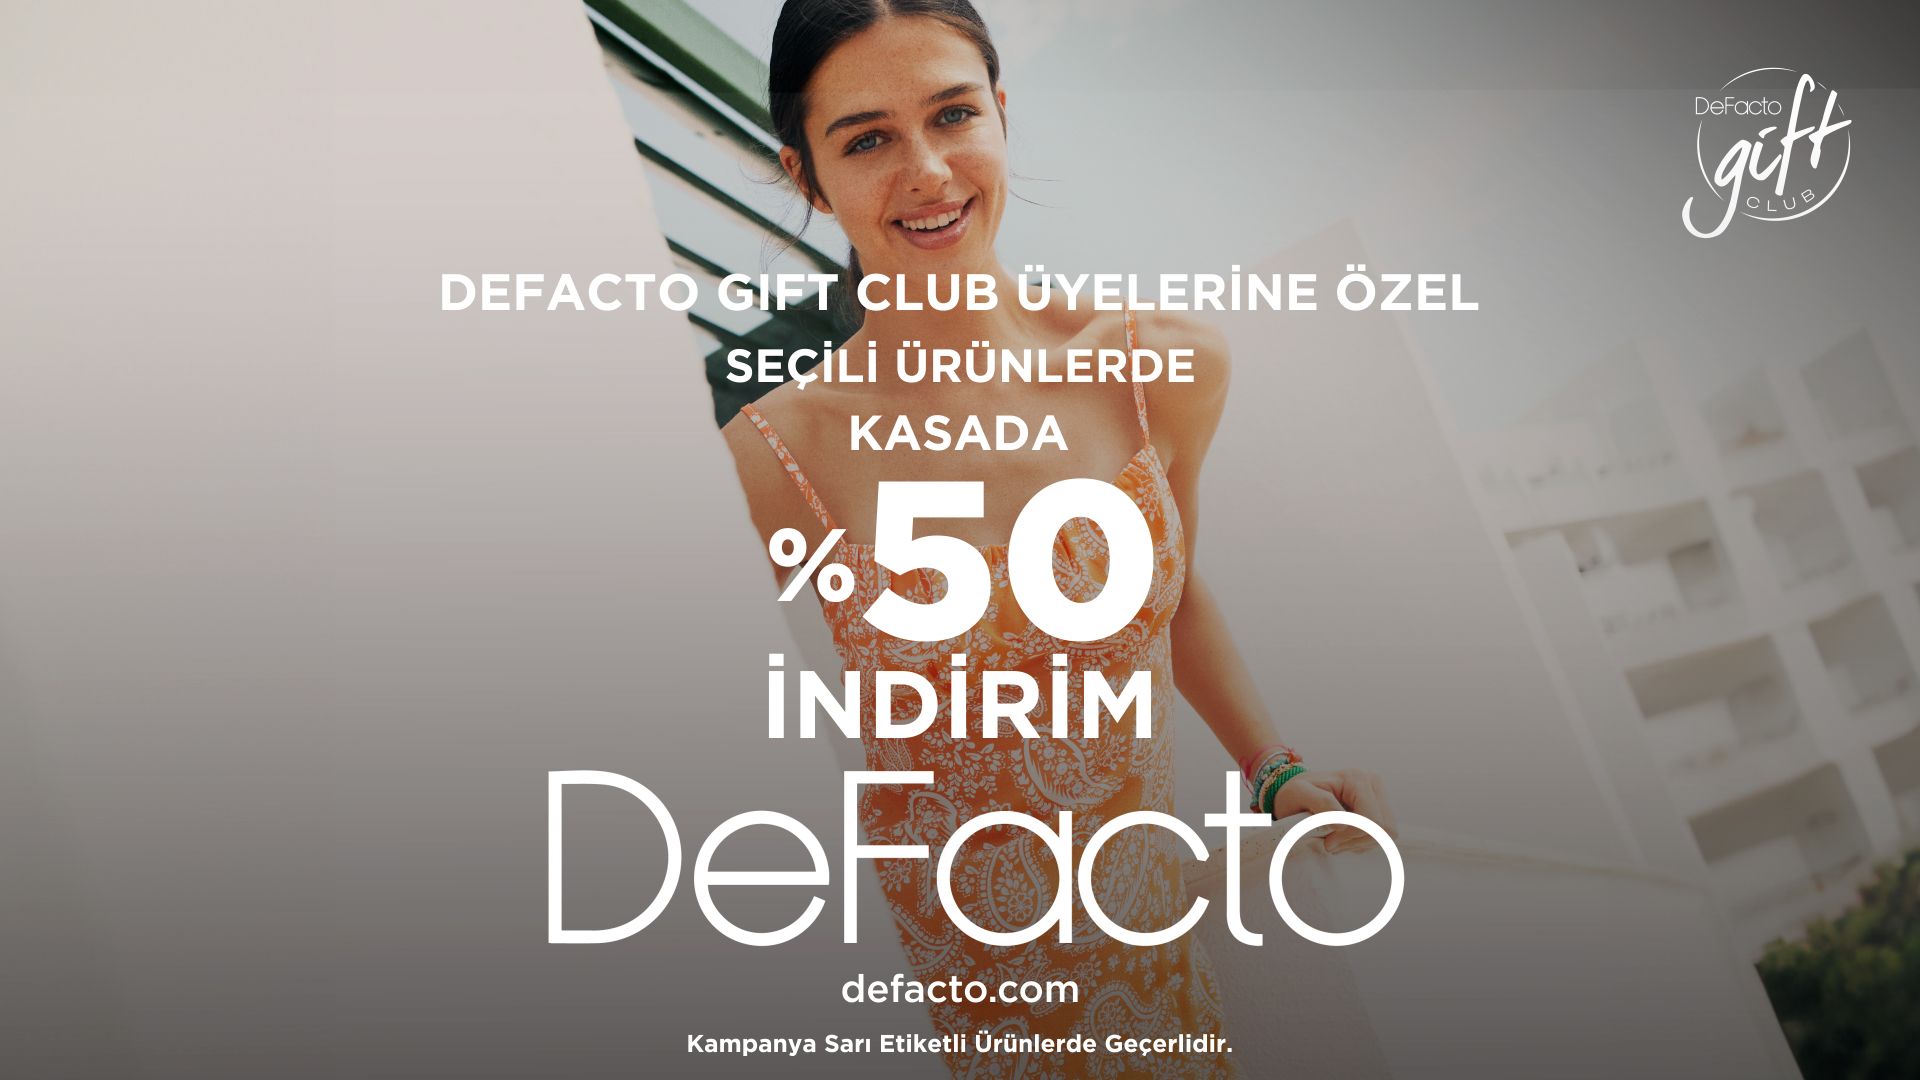 DeFacto
gift
CLUB
DEFACTO GIFT CLUB ÜYELERİNE ÖZEL
SEÇİLİ ÜRÜNLERDE
KASADA
%50
İNDİRİM
DeFacto
defacto.com
Kampanya Sarı Etiketli Ürünlerde Geçerlidir.